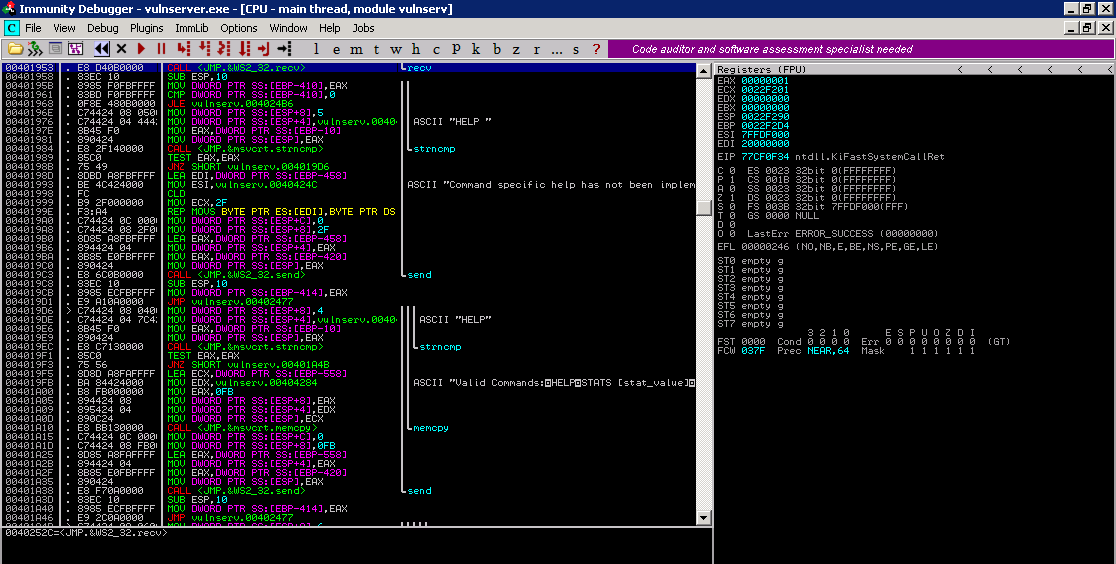 Immunity Debugger - vulnserver.exe - [CPU - main thread, module vulnserv]
C File View Debug Plugins ImmLib Options Window Help Jobs
l e m t w h c p k b z r ... s ? Code auditor and software assessment specialist needed
00401953 . E8 D40B0000 CALL <JMP.&WS2_32.recv> recv
00401958 . 83EC 10 SUB ESP,10
0040195B . 8985 F0FBFFFF MOV DWORD PTR SS:[EBP-410],EAX
00401961 . 83BD F0FBFFFF CMP DWORD PTR SS:[EBP-410],0
00401968 . 0F8E 480B0000 JLE vulnserv.004024B6
0040196E . C74424 08 0500 MOV DWORD PTR SS:[ESP+8],5
00401976 . C74424 04 4442 MOV DWORD PTR SS:[ESP+4],vulnserv.0040 ASCII "HELP "
0040197E . 8B45 F0 MOV EAX,DWORD PTR SS:[EBP-10]
00401981 . 890424 MOV DWORD PTR SS:[ESP],EAX
00401984 . E8 2F140000 CALL <JMP.&msvcrt.strncmp> strncmp
00401989 . 85C0 TEST EAX,EAX
0040198B . 75 49 JNZ SHORT vulnserv.004019D6
0040198D . 8DBD A8FBFFFF LEA EDI,DWORD PTR SS:[EBP-458]
00401993 . BE 4C424000 MOV ESI,vulnserv.0040424C ASCII "Command specific help has not been implem
00401998 . FC CLD
00401999 . B9 2F000000 MOV ECX,2F
0040199E . F3:A4 REP MOVS BYTE PTR ES:[EDI],BYTE PTR DS
004019A0 . C74424 0C 0000 MOV DWORD PTR SS:[ESP+C],0
004019A8 . C74424 08 2F00 MOV DWORD PTR SS:[ESP+8],2F
004019B0 . 8D85 A8FBFFFF LEA EAX,DWORD PTR SS:[EBP-458]
004019B6 . 894424 04 MOV DWORD PTR SS:[ESP+4],EAX
004019BA . 8B85 E0FBFFFF MOV EAX,DWORD PTR SS:[EBP-420]
004019C0 . 890424 MOV DWORD PTR SS:[ESP],EAX
004019C3 . E8 6C0B0000 CALL <JMP.&WS2_32.send> send
004019C8 . 83EC 10 SUB ESP,10
004019CB . 8985 ECFBFFFF MOV DWORD PTR SS:[EBP-414],EAX
004019D1 . E9 A10A0000 JMP vulnserv.00402477
004019D6 > C74424 08 0400 MOV DWORD PTR SS:[ESP+8],4
004019DE . C74424 04 7C42 MOV DWORD PTR SS:[ESP+4],vulnserv.0040 ASCII "HELP"
004019E6 . 8B45 F0 MOV EAX,DWORD PTR SS:[EBP-10]
004019E9 . 890424 MOV DWORD PTR SS:[ESP],EAX
004019EC . E8 C7130000 CALL <JMP.&msvcrt.strncmp> strncmp
004019F1 . 85C0 TEST EAX,EAX
004019F3 . 75 56 JNZ SHORT vulnserv.00401A4B
004019F5 . 8D8D A8FAFFFF LEA ECX,DWORD PTR SS:[EBP-558]
004019FB . BA 84424000 MOV EDX,vulnserv.00404284 ASCII "Valid Commands:HELPSTATS [stat_value]
00401A00 . B8 FB000000 MOV EAX,0FB
00401A05 . 894424 08 MOV DWORD PTR SS:[ESP+8],EAX
00401A09 . 895424 04 MOV DWORD PTR SS:[ESP+4],EDX
00401A0D . 890C24 MOV DWORD PTR SS:[ESP],ECX
00401A10 . E8 BB130000 CALL <JMP.&msvcrt.memcpy> memcpy
00401A15 . C74424 0C 0000 MOV DWORD PTR SS:[ESP+C],0
00401A1D . C74424 08 FB00 MOV DWORD PTR SS:[ESP+8],0FB
00401A25 . 8D85 A8FAFFFF LEA EAX,DWORD PTR SS:[EBP-558]
00401A2B . 894424 04 MOV DWORD PTR SS:[ESP+4],EAX
00401A2F . 8B85 E0FBFFFF MOV EAX,DWORD PTR SS:[EBP-420]
00401A35 . 890424 MOV DWORD PTR SS:[ESP],EAX
00401A38 . E8 F70A0000 CALL <JMP.&WS2_32.send> send
00401A3D . 83EC 10 SUB ESP,10
00401A40 . 8985 ECFBFFFF MOV DWORD PTR SS:[EBP-414],EAX
00401A46 . E9 2C0A0000 JMP vulnserv.00402477
0040252C=<JMP.&WS2_32.recv>
Registers (FPU) < < < < < <
EAX 00000001
ECX 0022F201
EDX 00000000
EBX 00000000
ESP 0022F290
EBP 0022F2D4
ESI 7FFDF000
EDI 20000000
EIP 77CF0F34 ntdll.KiFastSystemCallRet
C 0 ES 0023 32bit 0(FFFFFFFF)
P 1 CS 001B 32bit 0(FFFFFFFF)
A 0 SS 0023 32bit 0(FFFFFFFF)
Z 1 DS 0023 32bit 0(FFFFFFFF)
S 0 FS 003B 32bit 7FFDF000(FFF)
T 0 GS 0000 NULL
D 0
O 0 LastErr ERROR_SUCCESS (00000000)
EFL 00000246 (NO,NB,E,BE,NS,PE,GE,LE)
ST0 empty g
ST1 empty g
ST2 empty g
ST3 empty g
ST4 empty g
ST5 empty g
ST6 empty g
ST7 empty g
3 2 1 0 E S P U O Z D I
FST 0000 Cond 0 0 0 0 Err 0 0 0 0 0 0 0 0 (GT)
FCW 037F Prec NEAR,64 Mask 1 1 1 1 1 1